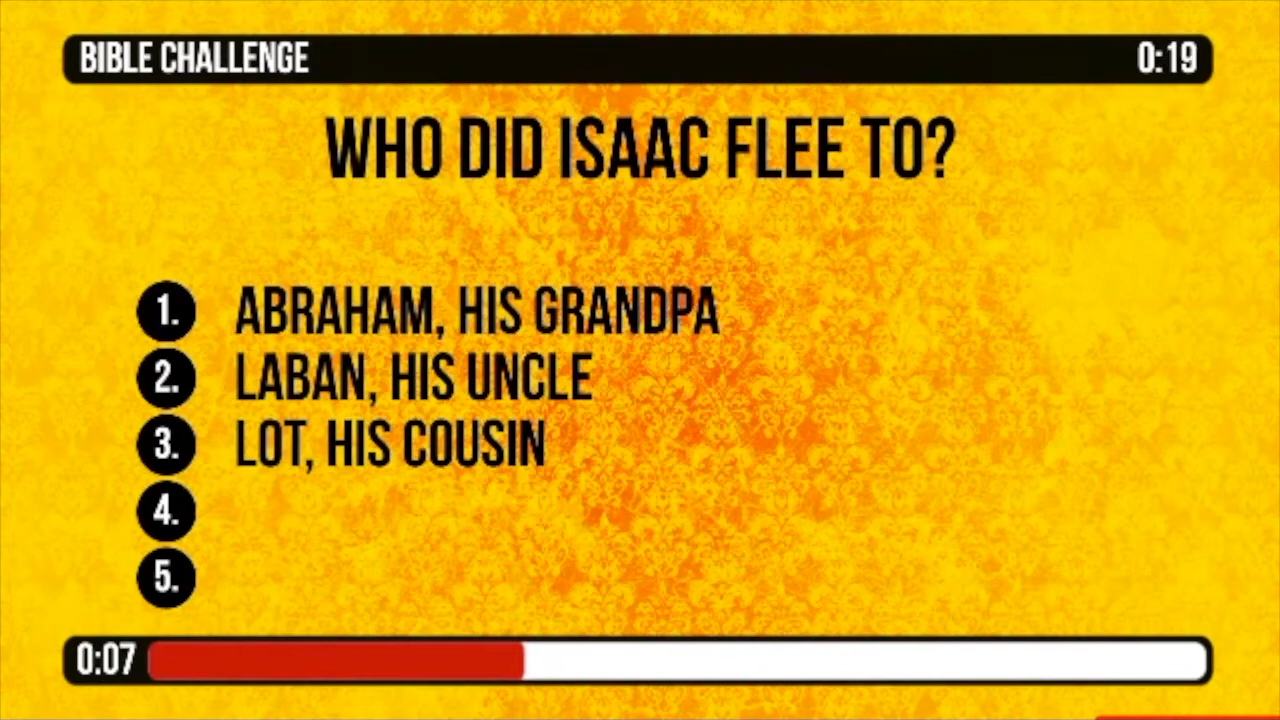 BIBLE CHALLENGE 0:19
WHO DID ISAAC FLEE TO?
1. ABRAHAM, HIS GRANDPA
2. LABAN, HIS UNCLE
3. LOT, HIS COUSIN
4.
5.
0:07